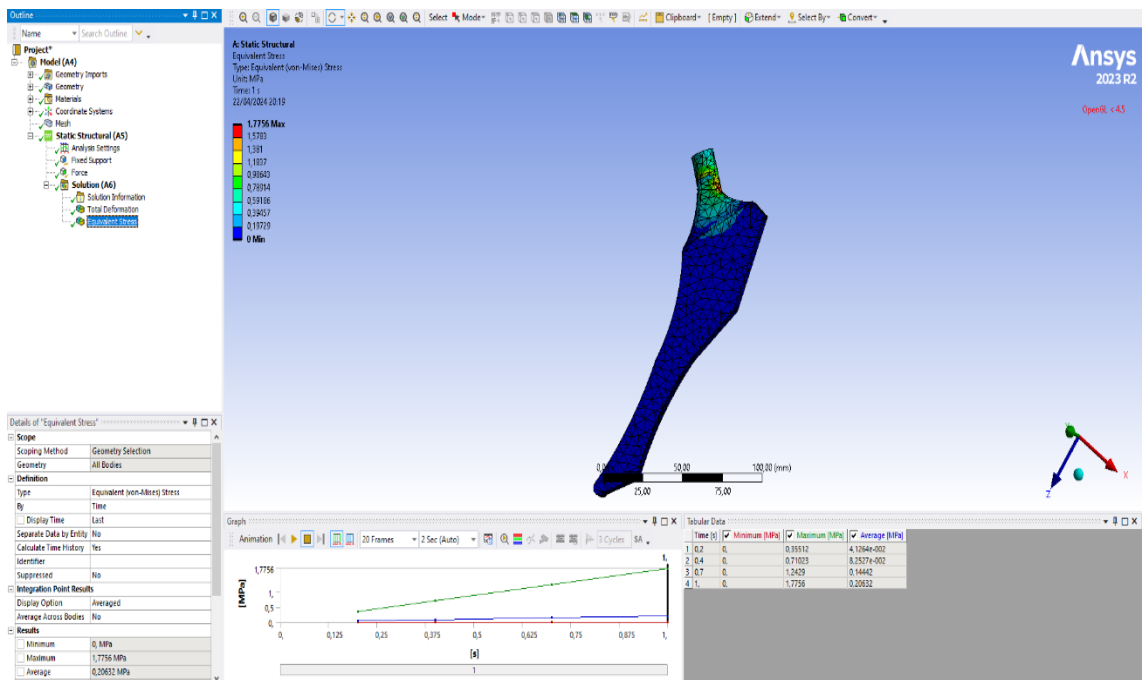 Outline
Name Search Outline
Project*
Model (A4)
Geometry Imports
Geometry
Materials
Coordinate Systems
Mesh
Static Structural (A5)
Analysis Settings
Fixed Support
Force
Solution (A6)
Solution Information
Total Deformation
Equivalent Stress
Select Mode Clipboard [Empty] Extend Select By Convert
A: Static Structural
Equivalent Stress
Type: Equivalent (von-Mises) Stress
Unit: MPa
Time: 1 s
22/04/2024 20:19
1,7756 Max
1,5783
1,381
1,1837
0,98643
0,78914
0,59186
0,39457
0,19729
0 Min
Ansys
2023 R2
OpenGL < 4.5
50,00 100,00 (mm)
25,00 75,00
X
Z
Details of "Equivalent Stress"
Scope
Scoping Method Geometry Selection
Geometry All Bodies
Definition
Type Equivalent (von-Mises) Stress
By Time
Display Time Last
Separate Data by Entity No
Calculate Time History Yes
Identifier
Suppressed No
Integration Point Results
Display Option Averaged
Average Across Bodies No
Results
Minimum 0, MPa
Maximum 1,7756 MPa
Average 0,20632 MPa
Graph
Animation 20 Frames 2 Sec (Auto) 3 Cycles
1,
1,7756
1,
0,5
0,
[MPa]
0, 0,125 0,25 0,375 0,5 0,625 0,75 0,875 1,
[s]
1
Tabular Data
Time [s] Minimum [MPa] Maximum [MPa] Average [MPa]
1 0,2 0, 0,35512 4,1264e-002
2 0,4 0, 0,71023 8,2527e-002
3 0,7 0, 1,2429 0,14442
4 1, 0, 1,7756 0,20632